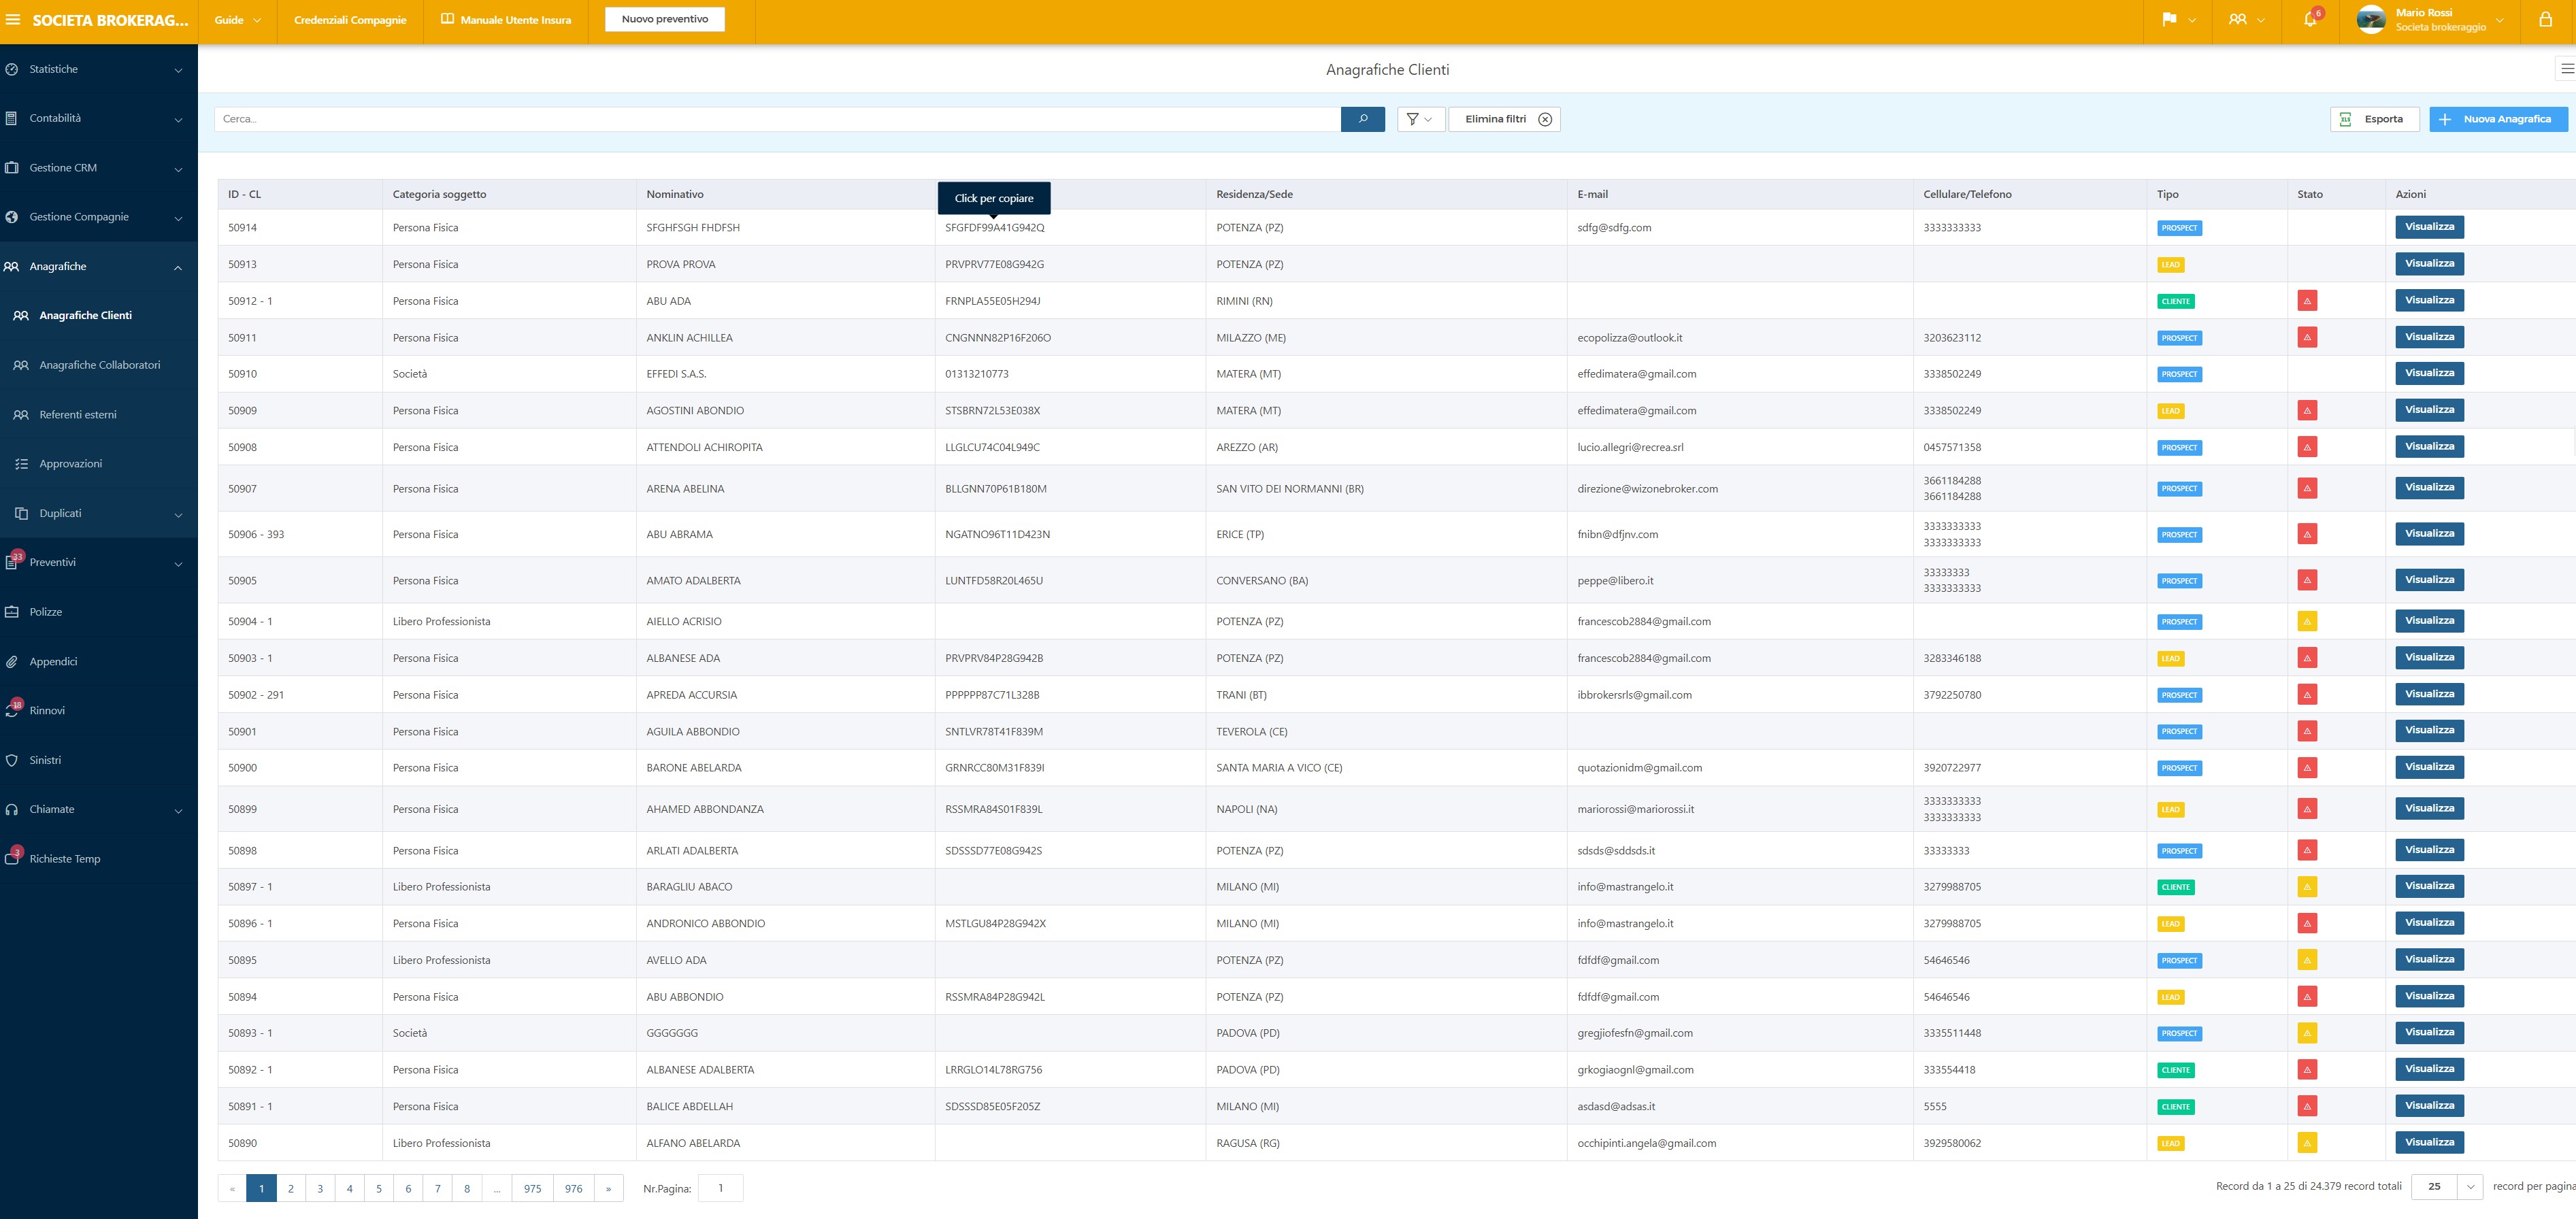 SOCIETA BROKERAG... Guide Credenziali Compagnie Manuale Utente Insura Nuovo preventivo 6 Mario Rossi
Societa brokeraggio
Statistiche
Contabilità
Gestione CRM
Gestione Compagnie
Anagrafiche
Anagrafiche Clienti
Anagrafiche Collaboratori
Referenti esterni
Approvazioni
Duplicati
33 Preventivi
Polizze
Appendici
18 Rinnovi
Sinistri
Chiamate
3 Richieste Temp
Anagrafiche Clienti
Cerca... Elimina filtri XLS Esporta Nuova Anagrafica
ID - CL Categoria soggetto Nominativo Click per copiare Residenza/Sede E-mail Cellulare/Telefono Tipo Stato Azioni
50914 Persona Fisica SFGHFSGH FHDFSH SFGFDF99A41G942Q POTENZA (PZ) sdfg@sdfg.com 3333333333 PROSPECT Visualizza
50913 Persona Fisica PROVA PROVA PRVPRV77E08G942G POTENZA (PZ) LEAD Visualizza
50912 - 1 Persona Fisica ABU ADA FRNPLA55E05H294J RIMINI (RN) CLIENTE Visualizza
50911 Persona Fisica ANKLIN ACHILLEA CNGNNN82P16F206O MILAZZO (ME) ecopolizza@outlook.it 3203623112 PROSPECT Visualizza
50910 Società EFFEDI S.A.S. 01313210773 MATERA (MT) effedimatera@gmail.com 3338502249 PROSPECT Visualizza
50909 Persona Fisica AGOSTINI ABONDIO STSBRN72L53E038X MATERA (MT) effedimatera@gmail.com 3338502249 LEAD Visualizza
50908 Persona Fisica ATTENDOLI ACHIROPITA LLGLCU74C04L949C AREZZO (AR) lucio.allegri@recrea.srl 0457571358 PROSPECT Visualizza
50907 Persona Fisica ARENA ABELINA BLLGNN70P61B180M SAN VITO DEI NORMANNI (BR) direzione@wizonebroker.com 3661184288 PROSPECT Visualizza
3661184288
50906 - 393 Persona Fisica ABU ABRAMA NGATNO96T11D423N ERICE (TP) fnibn@dfjnv.com 3333333333 PROSPECT Visualizza
3333333333
50905 Persona Fisica AMATO ADALBERTA LUNTFD58R20L465U CONVERSANO (BA) peppe@libero.it 33333333 PROSPECT Visualizza
3333333333
50904 - 1 Libero Professionista AIELLO ACRISIO POTENZA (PZ) francescob2884@gmail.com PROSPECT Visualizza
50903 - 1 Persona Fisica ALBANESE ADA PRVPRV84P28G942B POTENZA (PZ) francescob2884@gmail.com 3283346188 LEAD Visualizza
50902 - 291 Persona Fisica APREDA ACCURSIA PPPPPP87C71L328B TRANI (BT) ibbrokersrls@gmail.com 3792250780 PROSPECT Visualizza
50901 Persona Fisica AGUILA ABBONDIO SNTLVR78T41F839M TEVEROLA (CE) PROSPECT Visualizza
50900 Persona Fisica BARONE ABELARDA GRNRCC80M31F839I SANTA MARIA A VICO (CE) quotazionidm@gmail.com 3920722977 PROSPECT Visualizza
50899 Persona Fisica AHAMED ABBONDANZA RSSMRA84S01F839L NAPOLI (NA) mariorossi@mariorossi.it 3333333333 LEAD Visualizza
3333333333
50898 Persona Fisica ARLATI ADALBERTA SDSSSD77E08G942S POTENZA (PZ) sdsds@sddsds.it 33333333 PROSPECT Visualizza
50897 - 1 Libero Professionista BARAGLIU ABACO MILANO (MI) info@mastrangelo.it 3279988705 CLIENTE Visualizza
50896 - 1 Persona Fisica ANDRONICO ABBONDIO MSTLGU84P28G942X MILANO (MI) info@mastrangelo.it 3279988705 LEAD Visualizza
50895 Libero Professionista AVELLO ADA POTENZA (PZ) fdfdf@gmail.com 54646546 PROSPECT Visualizza
50894 Persona Fisica ABU ABBONDIO RSSMRA84P28G942L POTENZA (PZ) fdfdf@gmail.com 54646546 LEAD Visualizza
50893 - 1 Società GGGGGGG PADOVA (PD) gregjiofesfn@gmail.com 3335511448 PROSPECT Visualizza
50892 - 1 Persona Fisica ALBANESE ADALBERTA LRRGLO14L78RG756 PADOVA (PD) grkogiaognl@gmail.com 333554418 CLIENTE Visualizza
50891 - 1 Persona Fisica BALICE ABDELLAH SDSSSD85E05F205Z MILANO (MI) asdasd@adsas.it 5555 CLIENTE Visualizza
50890 Libero Professionista ALFANO ABELARDA RAGUSA (RG) occhipinti.angela@gmail.com 3929580062 LEAD Visualizza
« 1 2 3 4 5 6 7 8 ... 975 976 » Nr.Pagina: 1 Record da 1 a 25 di 24.379 record totali 25 record per pagina